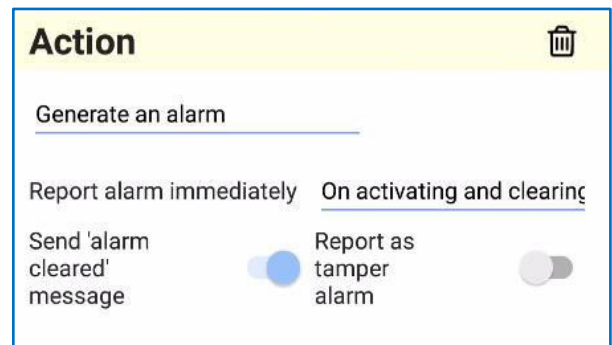 Action
Generate an alarm
Report alarm immediately On activating and clearing
Send 'alarm
cleared'
message
Report as
tamper
alarm